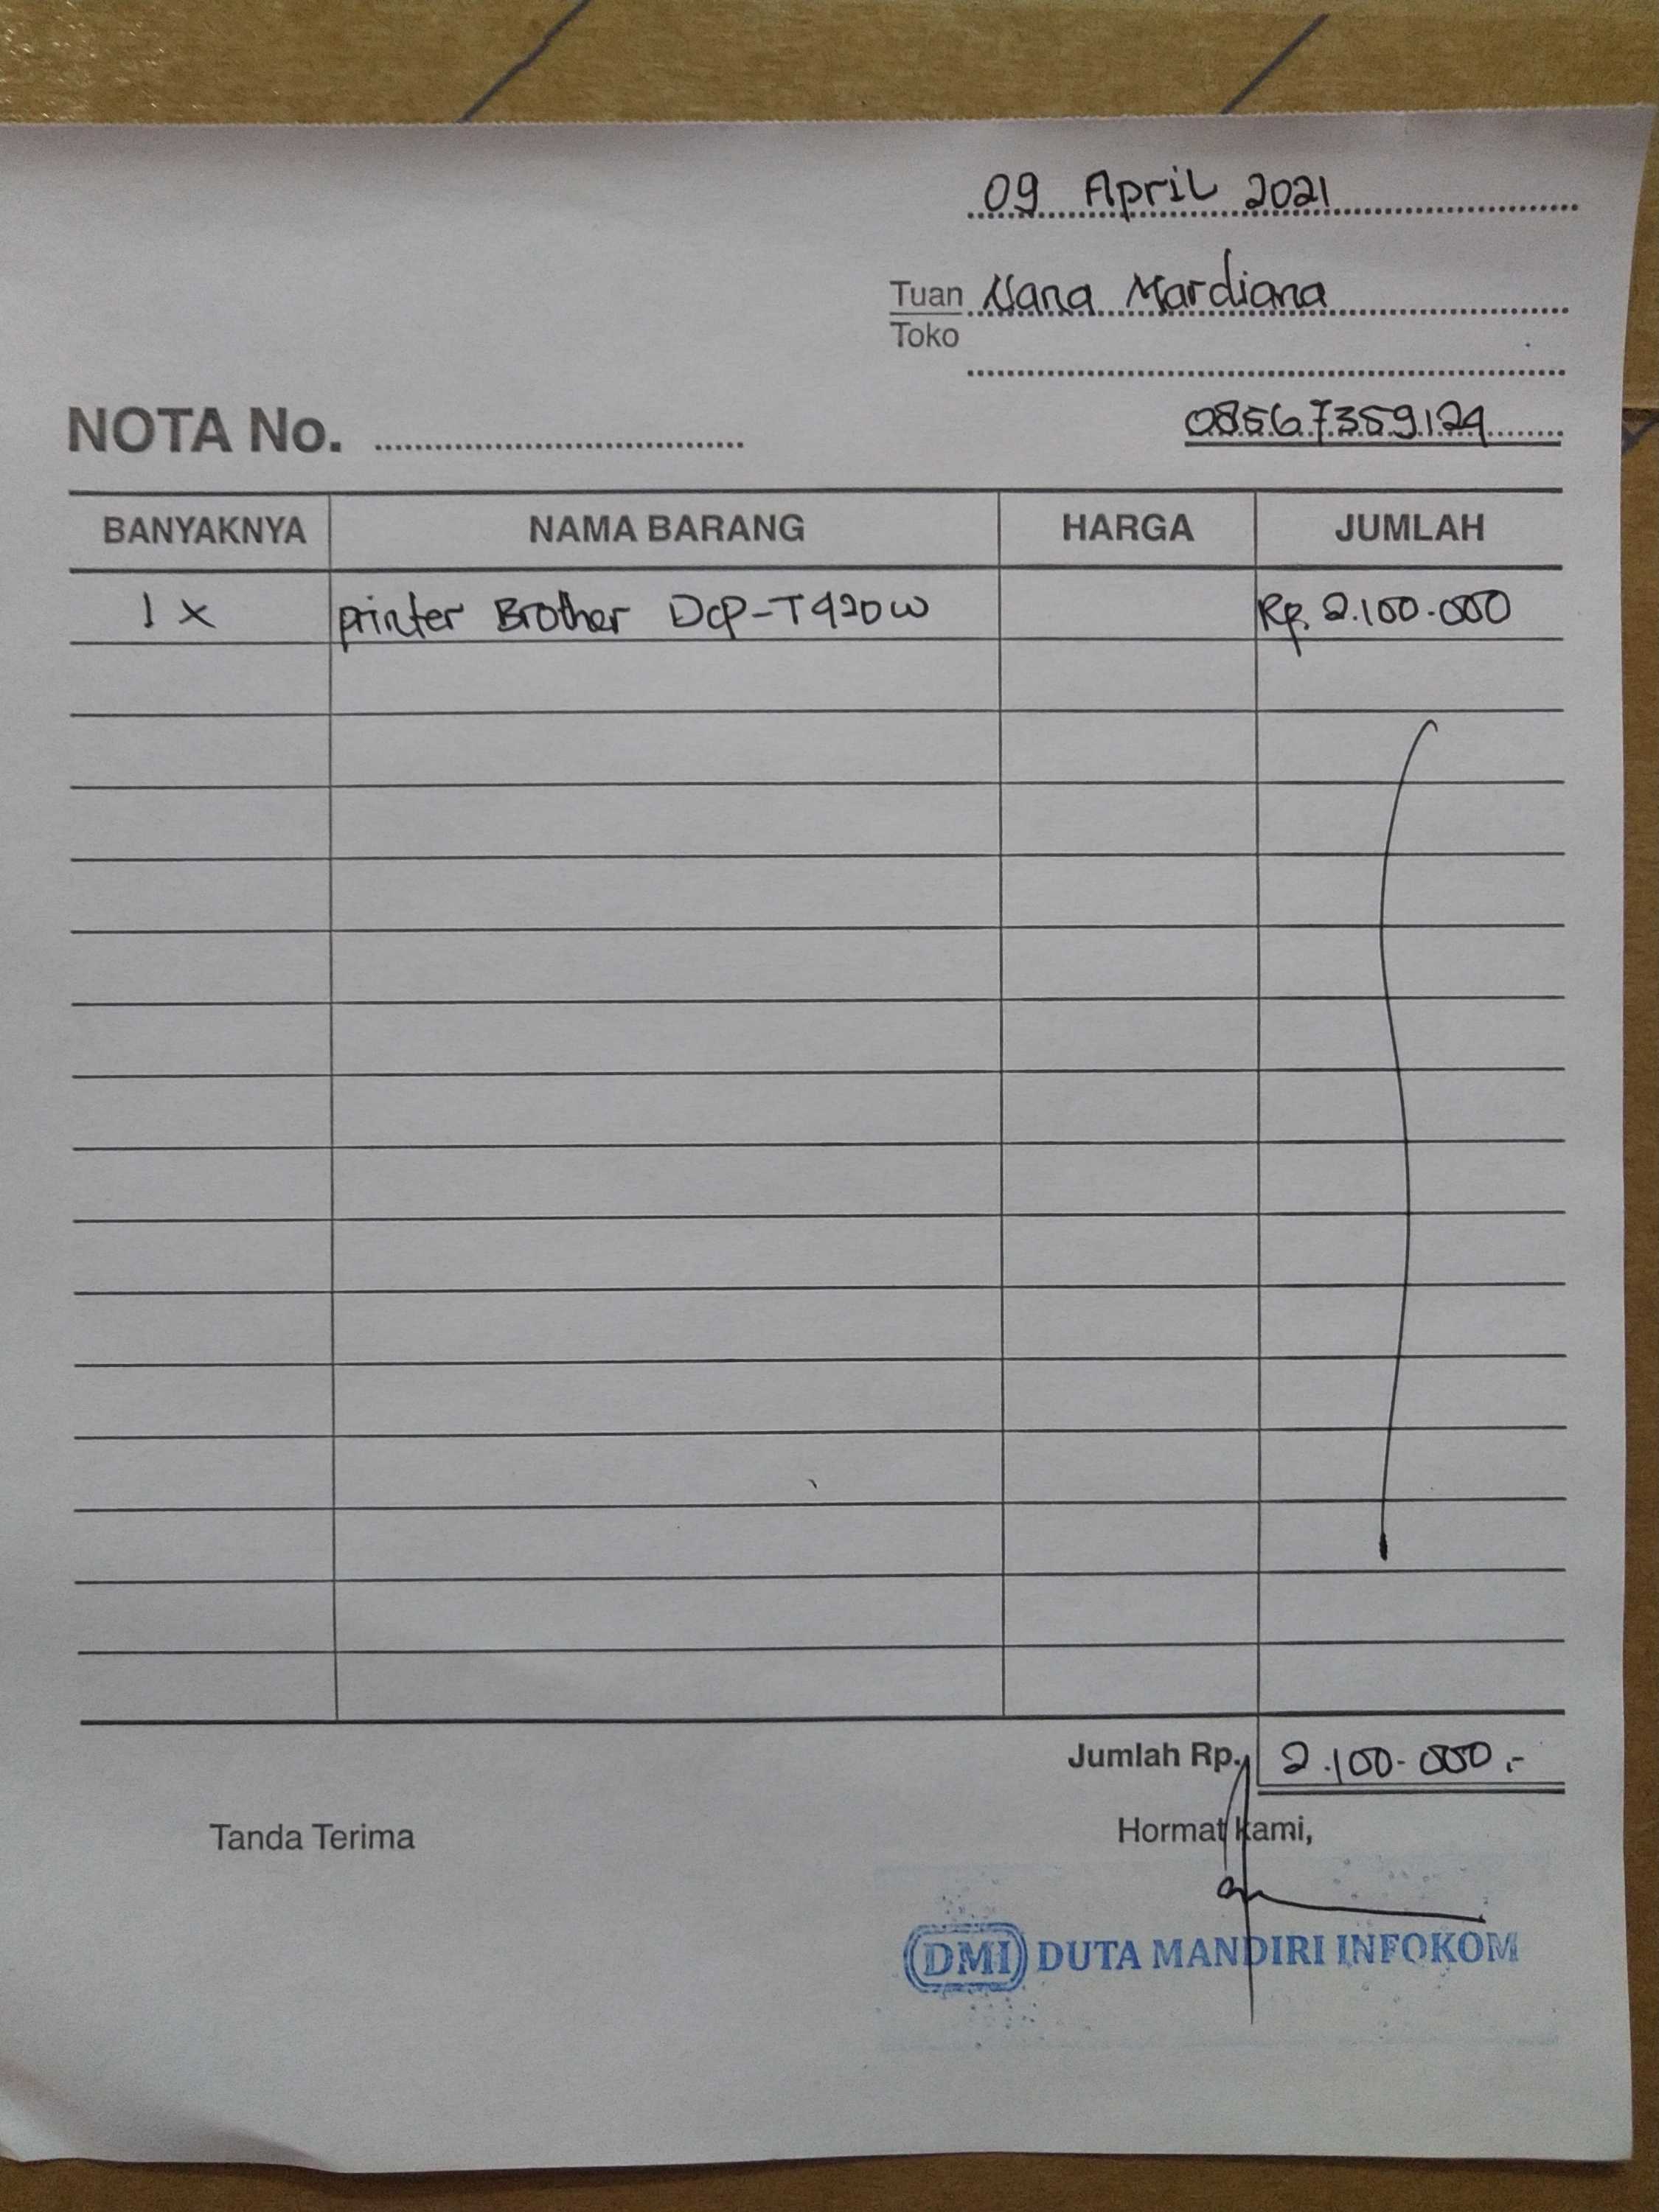 09 April 2021
Tuan Nana Mardiana
Toko
NOTA No.
08567359124
BANYAKNYA NAMA BARANG HARGA JUMLAH
1 x printer Brother DCP-T920W Rp. 2.100.000
Jumlah Rp. 2.100.000,-
Tanda Terima Hormat kami,
DMI DUTA MANDIRI INFOKOM